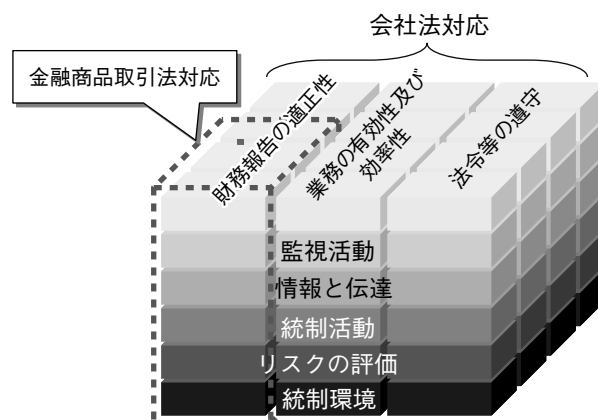 会社法対応
金融商品取引法対応
財務報告の適正性
業務の有効性及び
効率性
法令等の遵守
監視活動
情報と伝達
統制活動
リスクの評価
統制環境